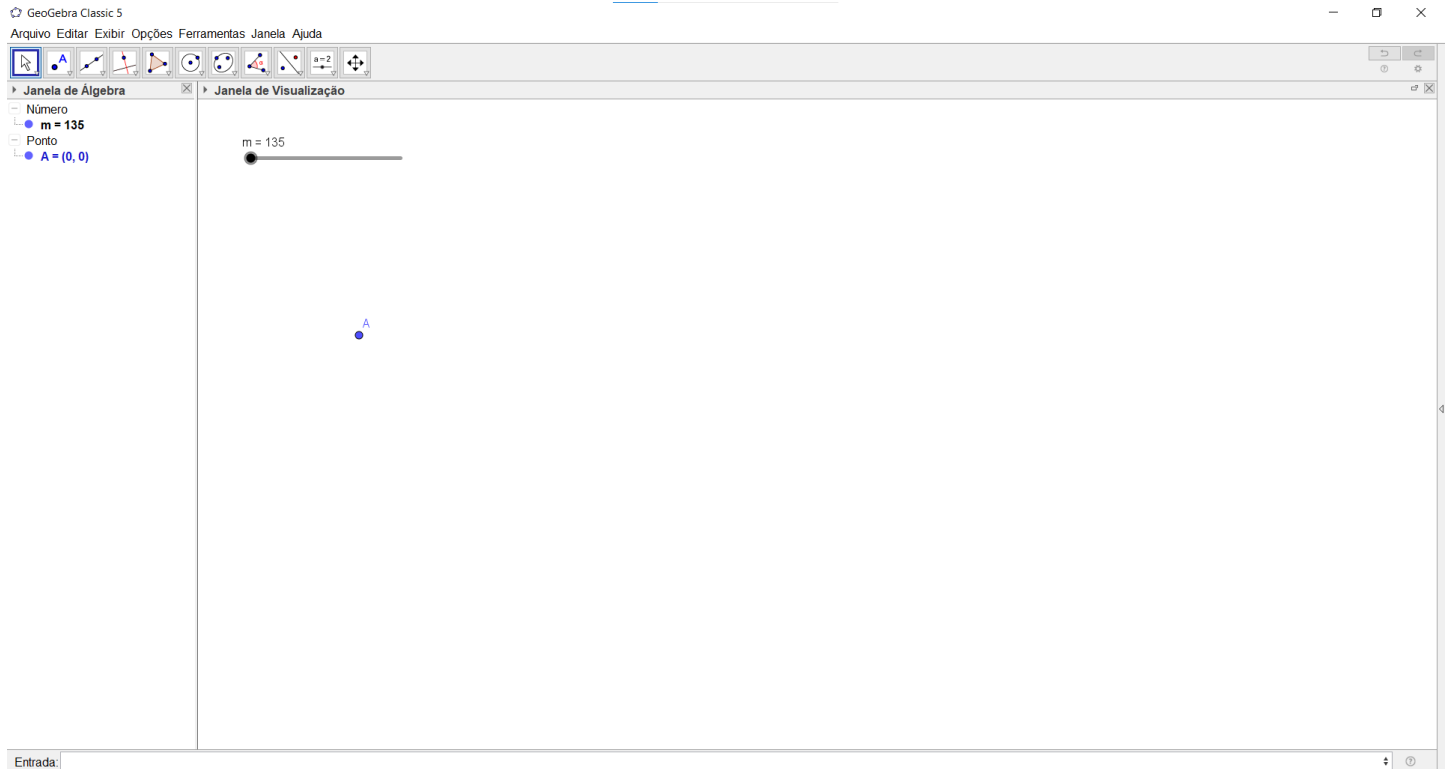 GeoGebra Classic 5
Arquivo Editar Exibir Opções Ferramentas Janela Ajuda
A
α
a=2
Janela de Álgebra
Janela de Visualização
Número
m = 135
Ponto
A = (0, 0)
m = 135
A
Entrada: